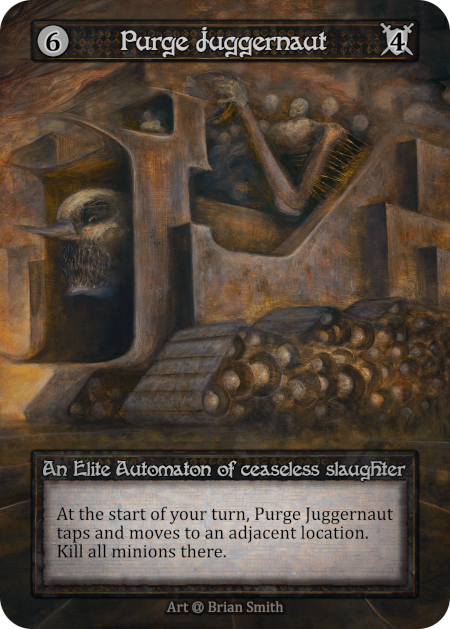 6 Purge Juggernaut 4
An Elite Automaton of ceaseless slaughter
At the start of your turn, Purge Juggernaut
taps and moves to an adjacent location.
Kill all minions there.
Art @ Brian Smith